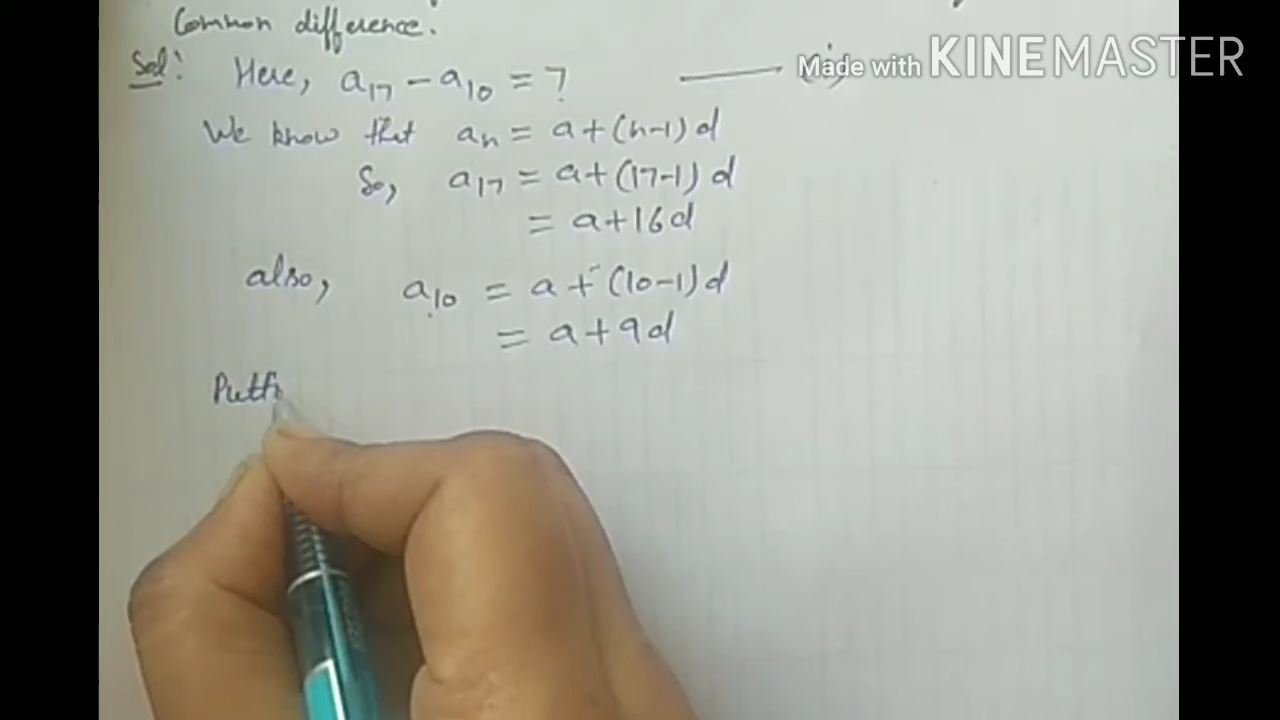 Common difference.
Sol: Here, a17 - a10 = 7 ——— (i)
Made with KINEMASTER
We know that an = a+(n-1)d
So, a17 = a+(17-1)d
= a+16d
also, a10 = a+(10-1)d
= a+9d
Putti